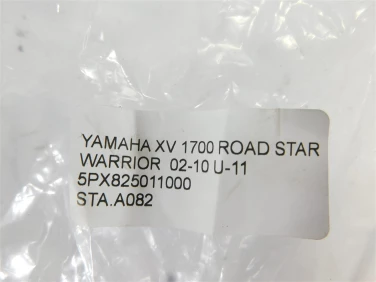 YAMAHA XV 1700 ROAD STAR
WARRIOR 02-10 U-11
5PX825011000
STA.A082